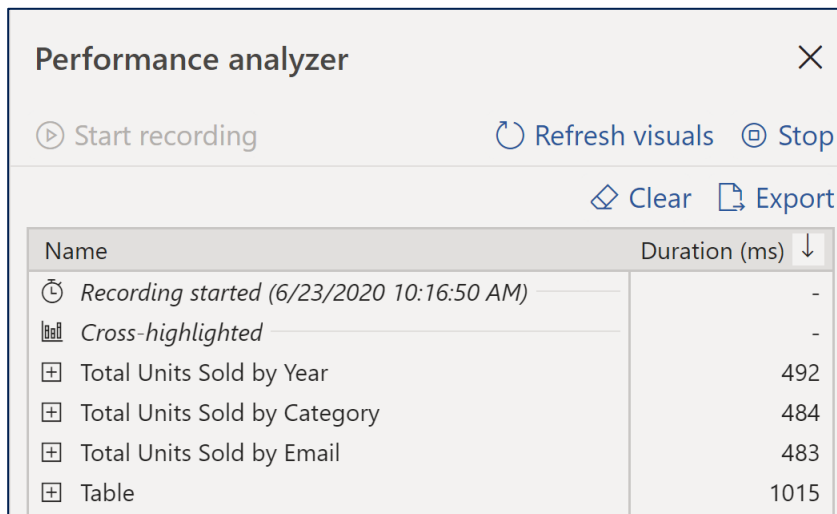 Performance analyzer
Start recording Refresh visuals Stop
Clear Export
Name Duration (ms)
Recording started (6/23/2020 10:16:50 AM) -
Cross-highlighted -
Total Units Sold by Year 492
Total Units Sold by Category 484
Total Units Sold by Email 483
Table 1015